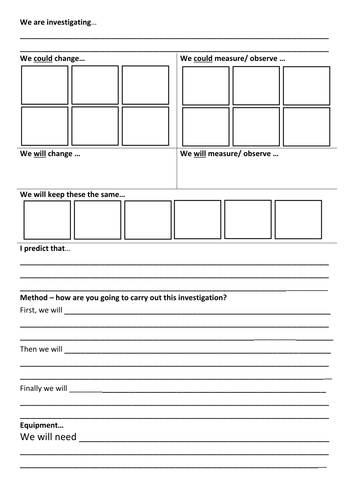 We are investigating…
We could change… We could measure/ observe …
We will change … We will measure/ observe …
We will keep these the same…
I predict that…
Method – how are you going to carry out this investigation?
First, we will
Then we will
Finally we will
Equipment…
We will need